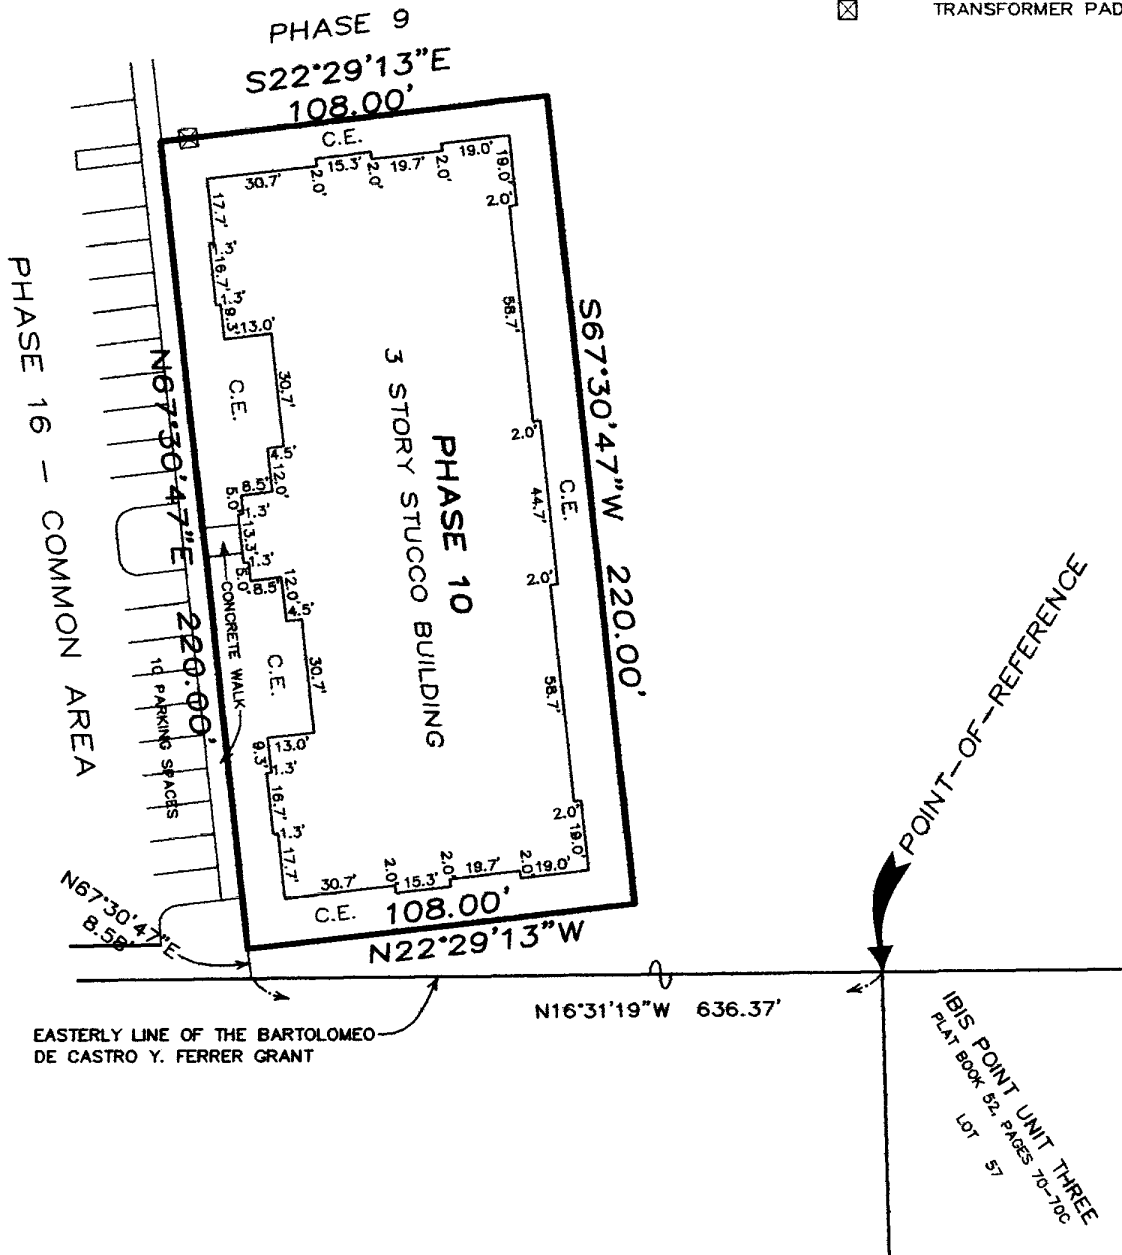 TRANSFORMER PAD
PHASE 9
S22°29'13"E
108.00'
C.E.
30.7'
2.0'
15.3'
2.0'
19.7'
2.0'
19.0'
19.0'
2.0'
17.7'
.3'
16.7'
1.3'
9.3'
13.0'
58.7'
30.7'
C.E.
S67°30'47"W 220.00'
N67°30'47"E 220.00'
PHASE 16 - COMMON AREA
PHASE 10
3 STORY STUCCO BUILDING
2.0'
4.5'
12.0'
8.5'
5.0'
1.3'
13.3'
1.3'
5.0'
8.5'
12.0'
4.5'
44.7'
C.E.
2.0'
CONCRETE WALK
C.E.
30.7'
58.7'
10 PARKING SPACES
9.3'
13.0'
1.3'
16.7'
1.3'
17.7'
2.0'
19.0'
30.7'
2.0'
15.3'
2.0'
19.7'
2.0'
19.0'
C.E.
108.00'
N22°29'13"W
N67°30'47"E
8.58'
POINT-OF-REFERENCE
N16°31'19"W 636.37'
EASTERLY LINE OF THE BARTOLOMEO
DE CASTRO Y. FERRER GRANT
IBIS POINT UNIT THREE
PLAT BOOK 52, PAGES 70-70C
LOT 57